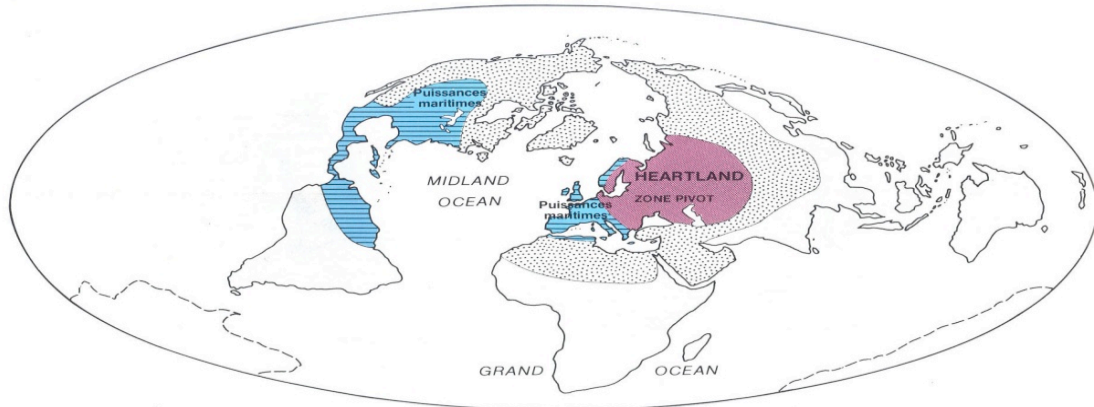 Puissances
maritimes
MIDLAND
OCEAN
HEARTLAND
ZONE PIVOT
Puissances
maritimes
GRAND OCEAN